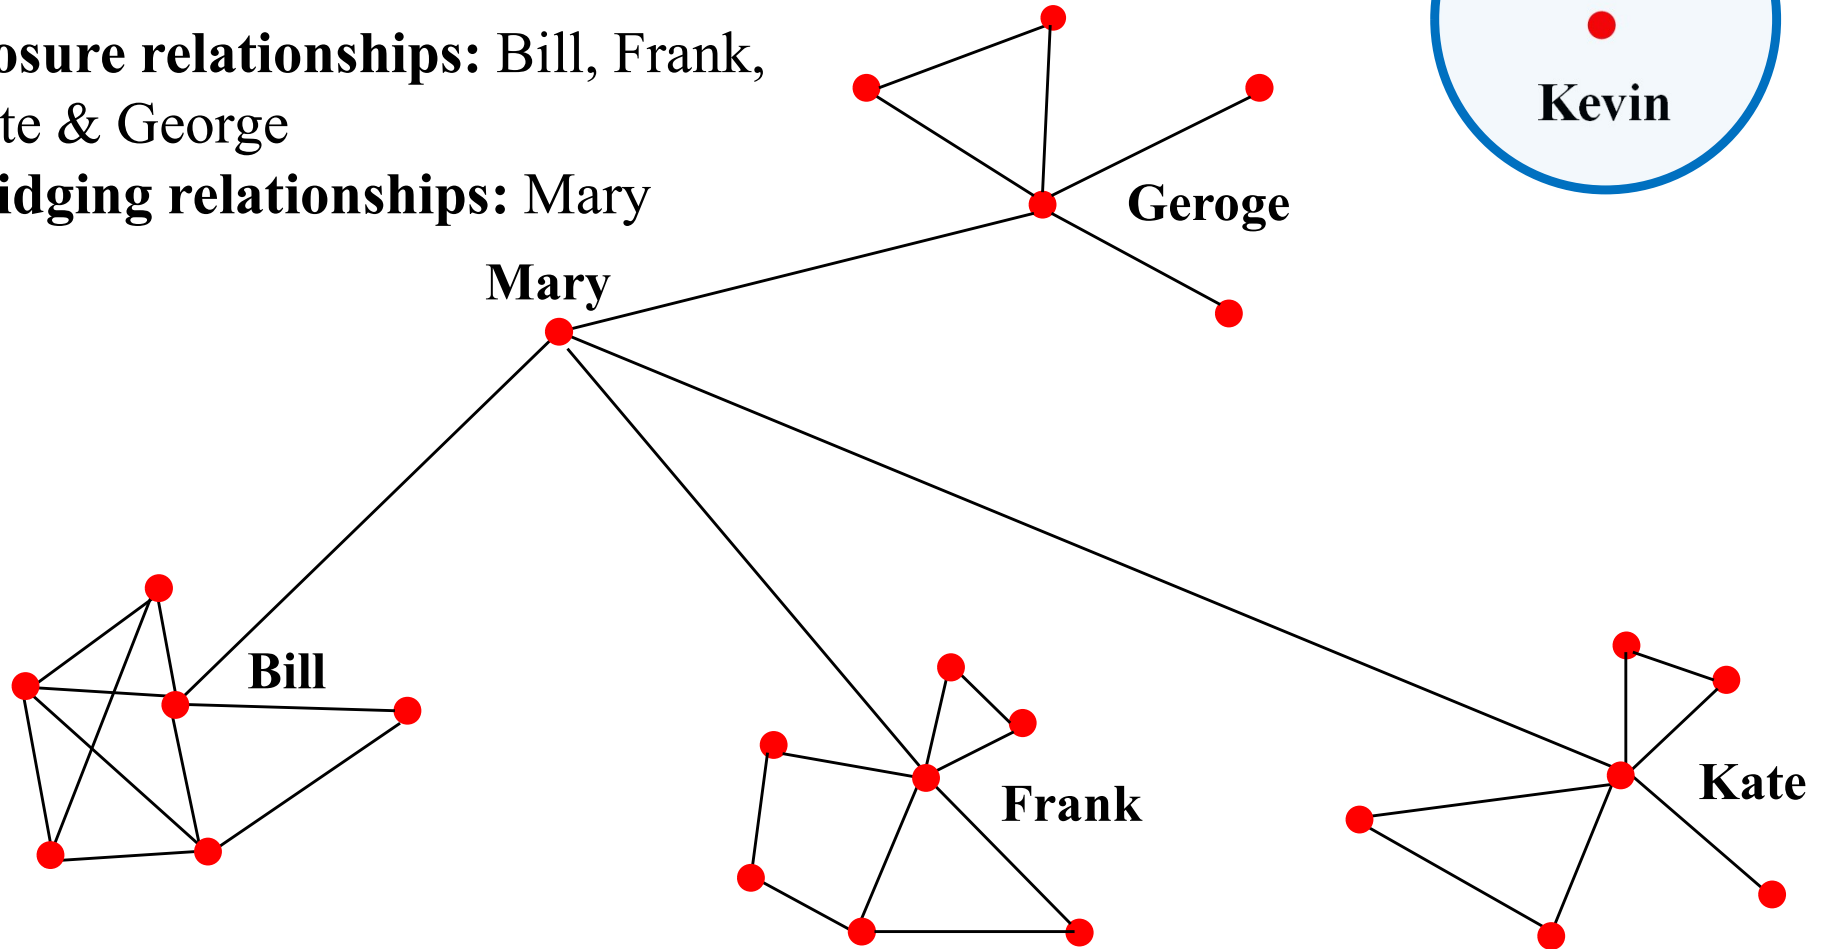 osure relationships: Bill, Frank,
te & George
idging relationships: Mary
Kevin
Geroge
Mary
Bill
Frank
Kate